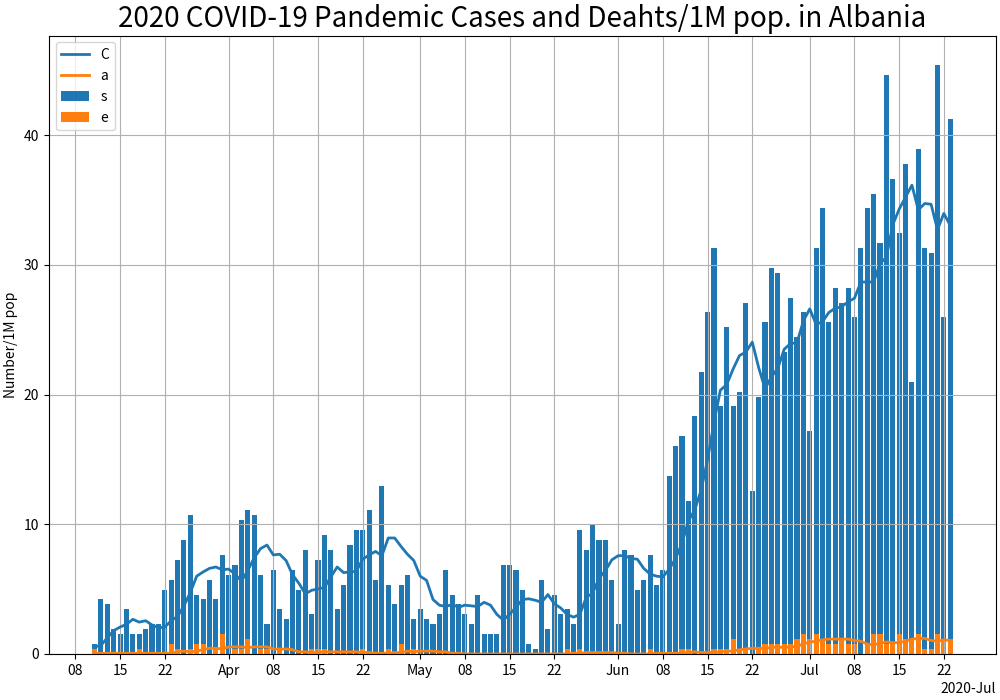 2020 COVID-19 Pandemic Cases and Deahts/1M pop. in Albania
C
a
s
e
Number/1M pop
40
30
20
10
0
08 15 22 Apr 08 15 22 May 08 15 22 Jun 08 15 22 Jul 08 15 22
2020-Jul